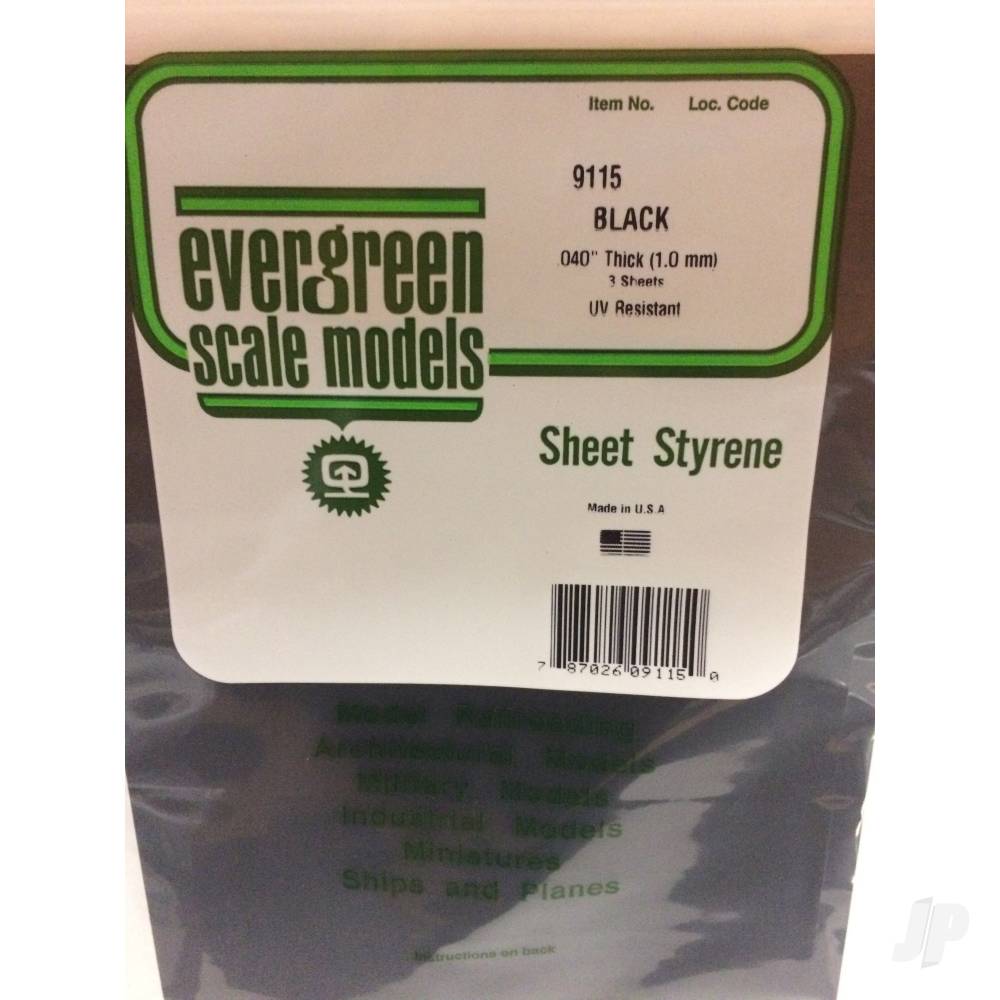 Item No. Loc. Code
9115
BLACK
.040" Thick (1.0 mm)
3 Sheets
UV Resistant
evergreen
scale models
Sheet Styrene
Made in U.S.A
7 87026 09115 0
Model Railroading
Architectural Models
Military Models
Industrial Models
Miniatures
Ships and Planes
Instructions on back
JP